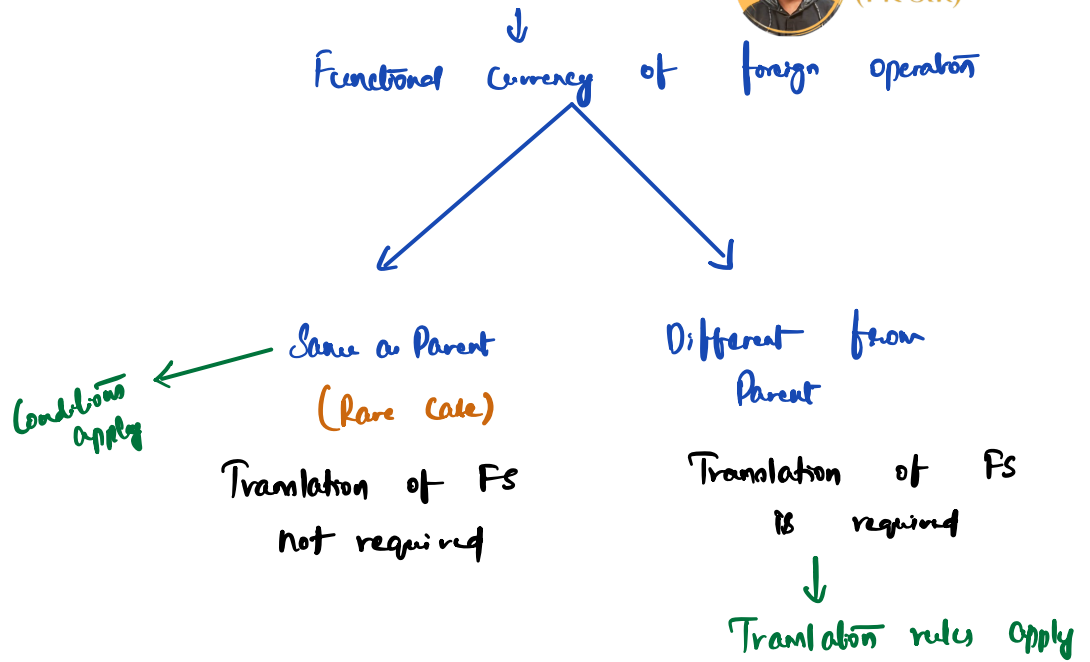 Functional Currency of foreign operation
Same as Parent
Different from
Parent
Conditions
apply
(Rare Case)
Translation of FS
not required
Translation of FS
is required
Translation rules apply